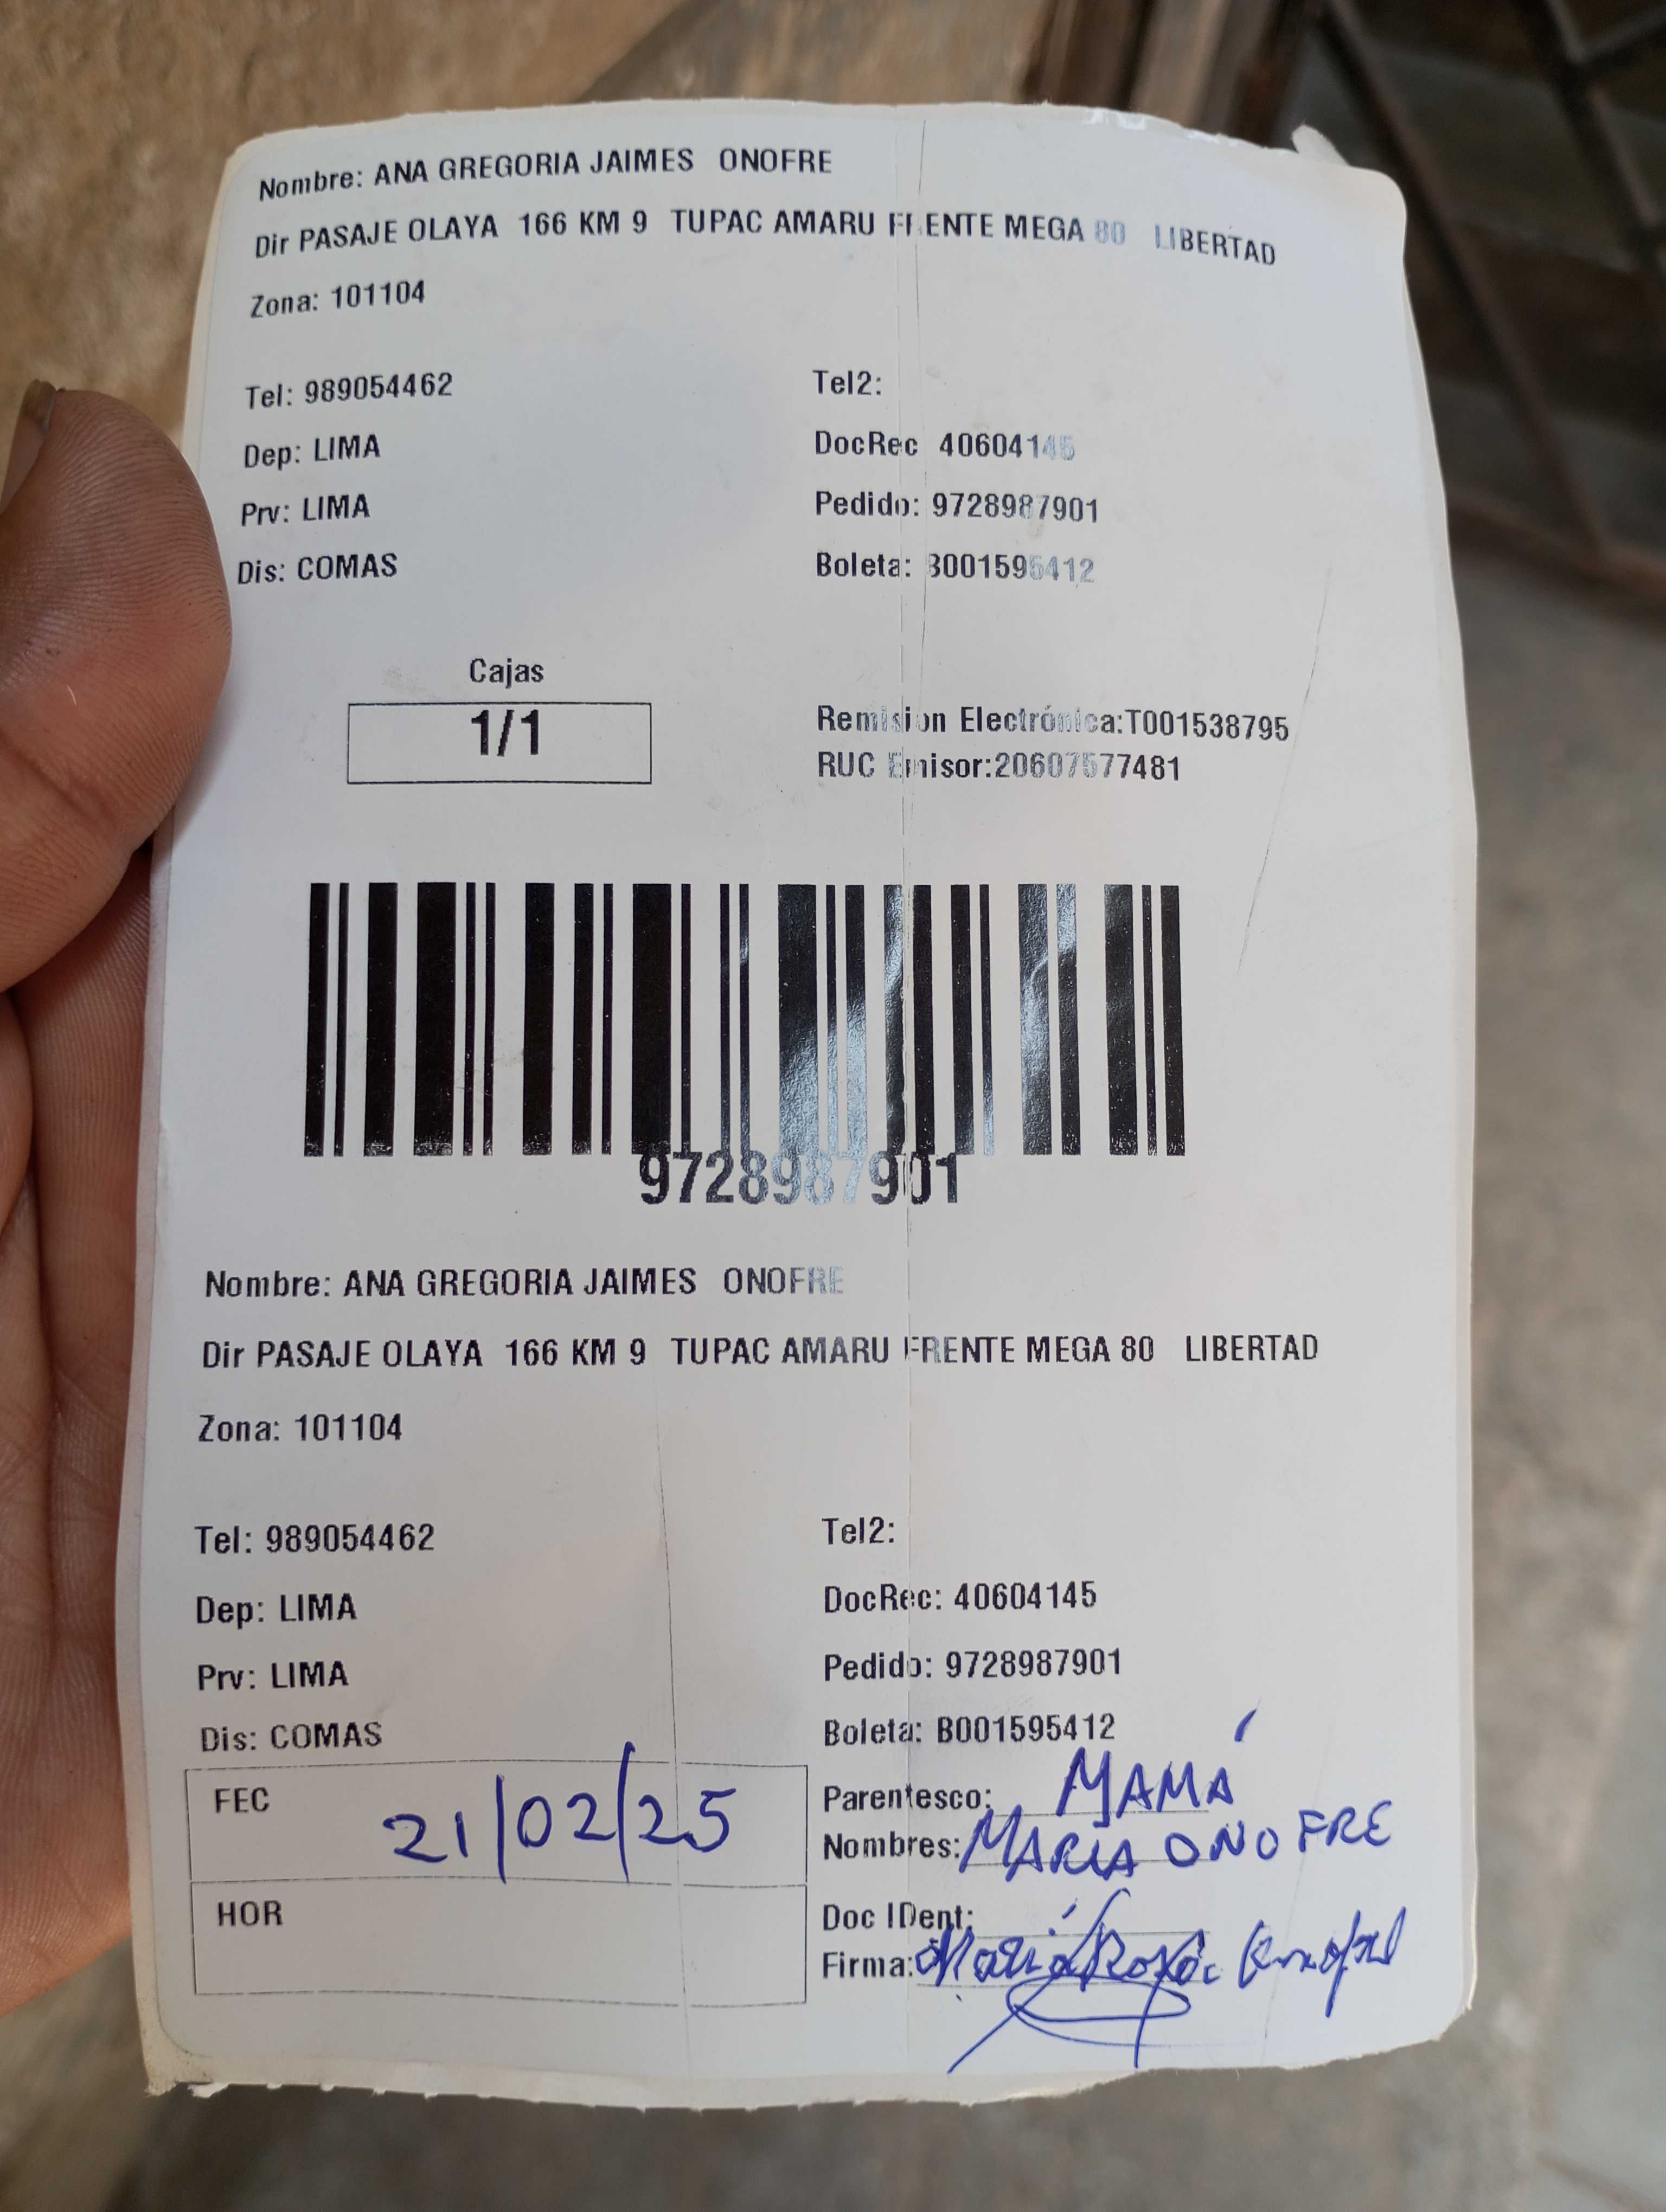 Nombre: ANA GREGORIA JAIMES ONOFRE
Dir PASAJE OLAYA 166 KM 9 TUPAC AMARU FRENTE MEGA 80 LIBERTAD
Zona: 101104
Tel: 989054462 Tel2:
Dep: LIMA DocRec 40604145
Prv: LIMA Pedido: 9728987901
Dis: COMAS Boleta: B001595412
Cajas
1/1
Remision Electrónica:T001538795
RUC Emisor:20607577481
9728987901
Nombre: ANA GREGORIA JAIMES ONOFRE
Dir PASAJE OLAYA 166 KM 9 TUPAC AMARU FRENTE MEGA 80 LIBERTAD
Zona: 101104
Tel: 989054462 Tel2:
Dep: LIMA DocRec: 40604145
Prv: LIMA Pedido: 9728987901
Dis: COMAS Boleta: B001595412
FEC 21/02/25 Parentesco: MAMÁ
Nombres: MARIA ONOFRE
HOR Doc IDent:
Firma: María